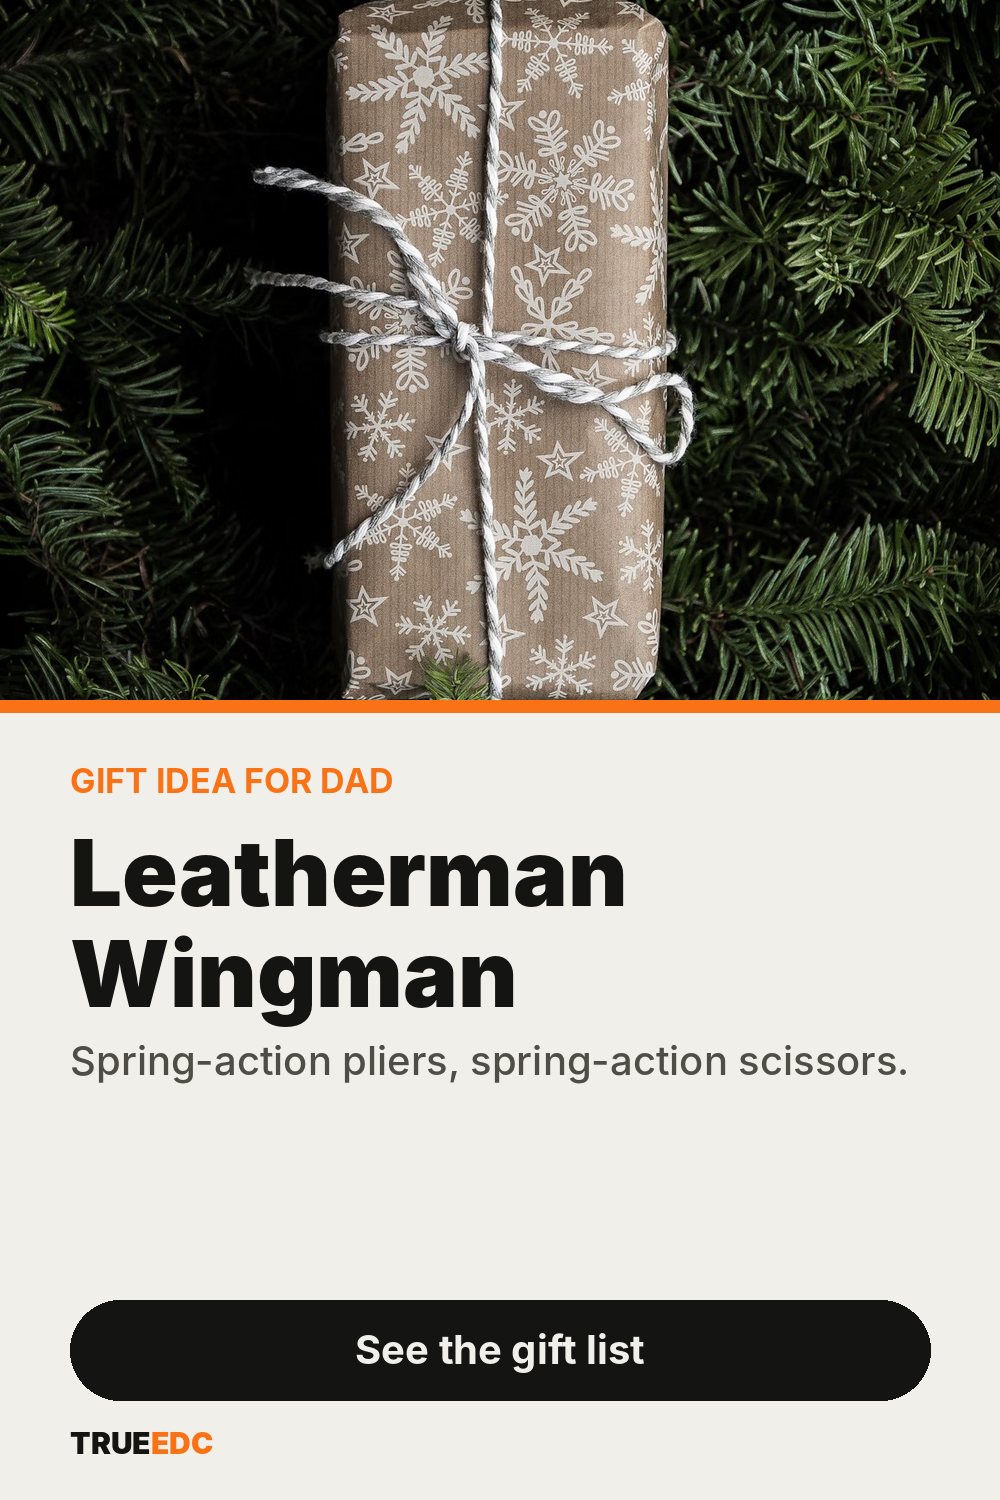 GIFT IDEA FOR DAD
Leatherman
Wingman
Spring-action pliers, spring-action scissors.
See the gift list
TRUEEDC